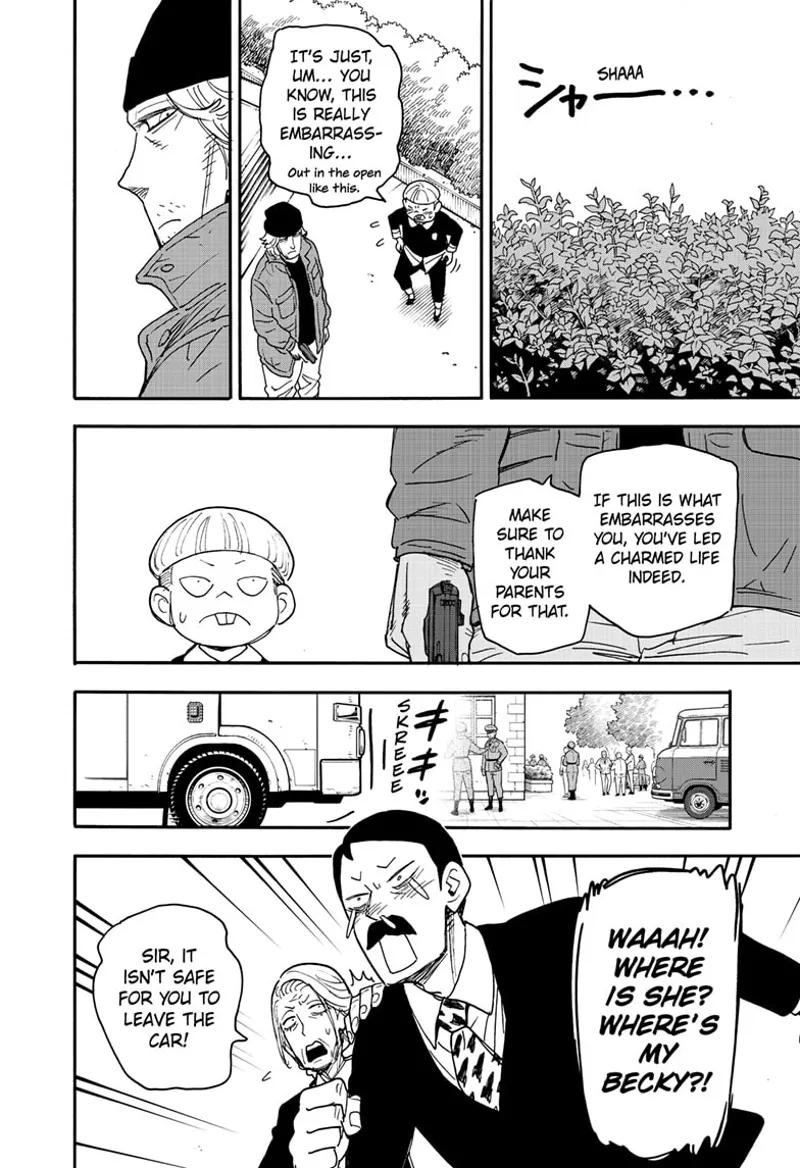 IT'S JUST,
UM... YOU
KNOW, THIS
IS REALLY
EMBARRASS-
ING...
Out in the open
like this.
シャー…
SHAAA
MAKE
SURE TO
THANK
YOUR
PARENTS
FOR THAT.
IF THIS IS WHAT
EMBARRASSES
YOU, YOU'VE LED
A CHARMED LIFE
INDEED.
SKREEE
キキッ
SIR, IT
ISN'T SAFE
FOR YOU TO
LEAVE THE
CAR!
WAAAH!
WHERE
IS SHE?
WHERE'S
MY
BECKY?!